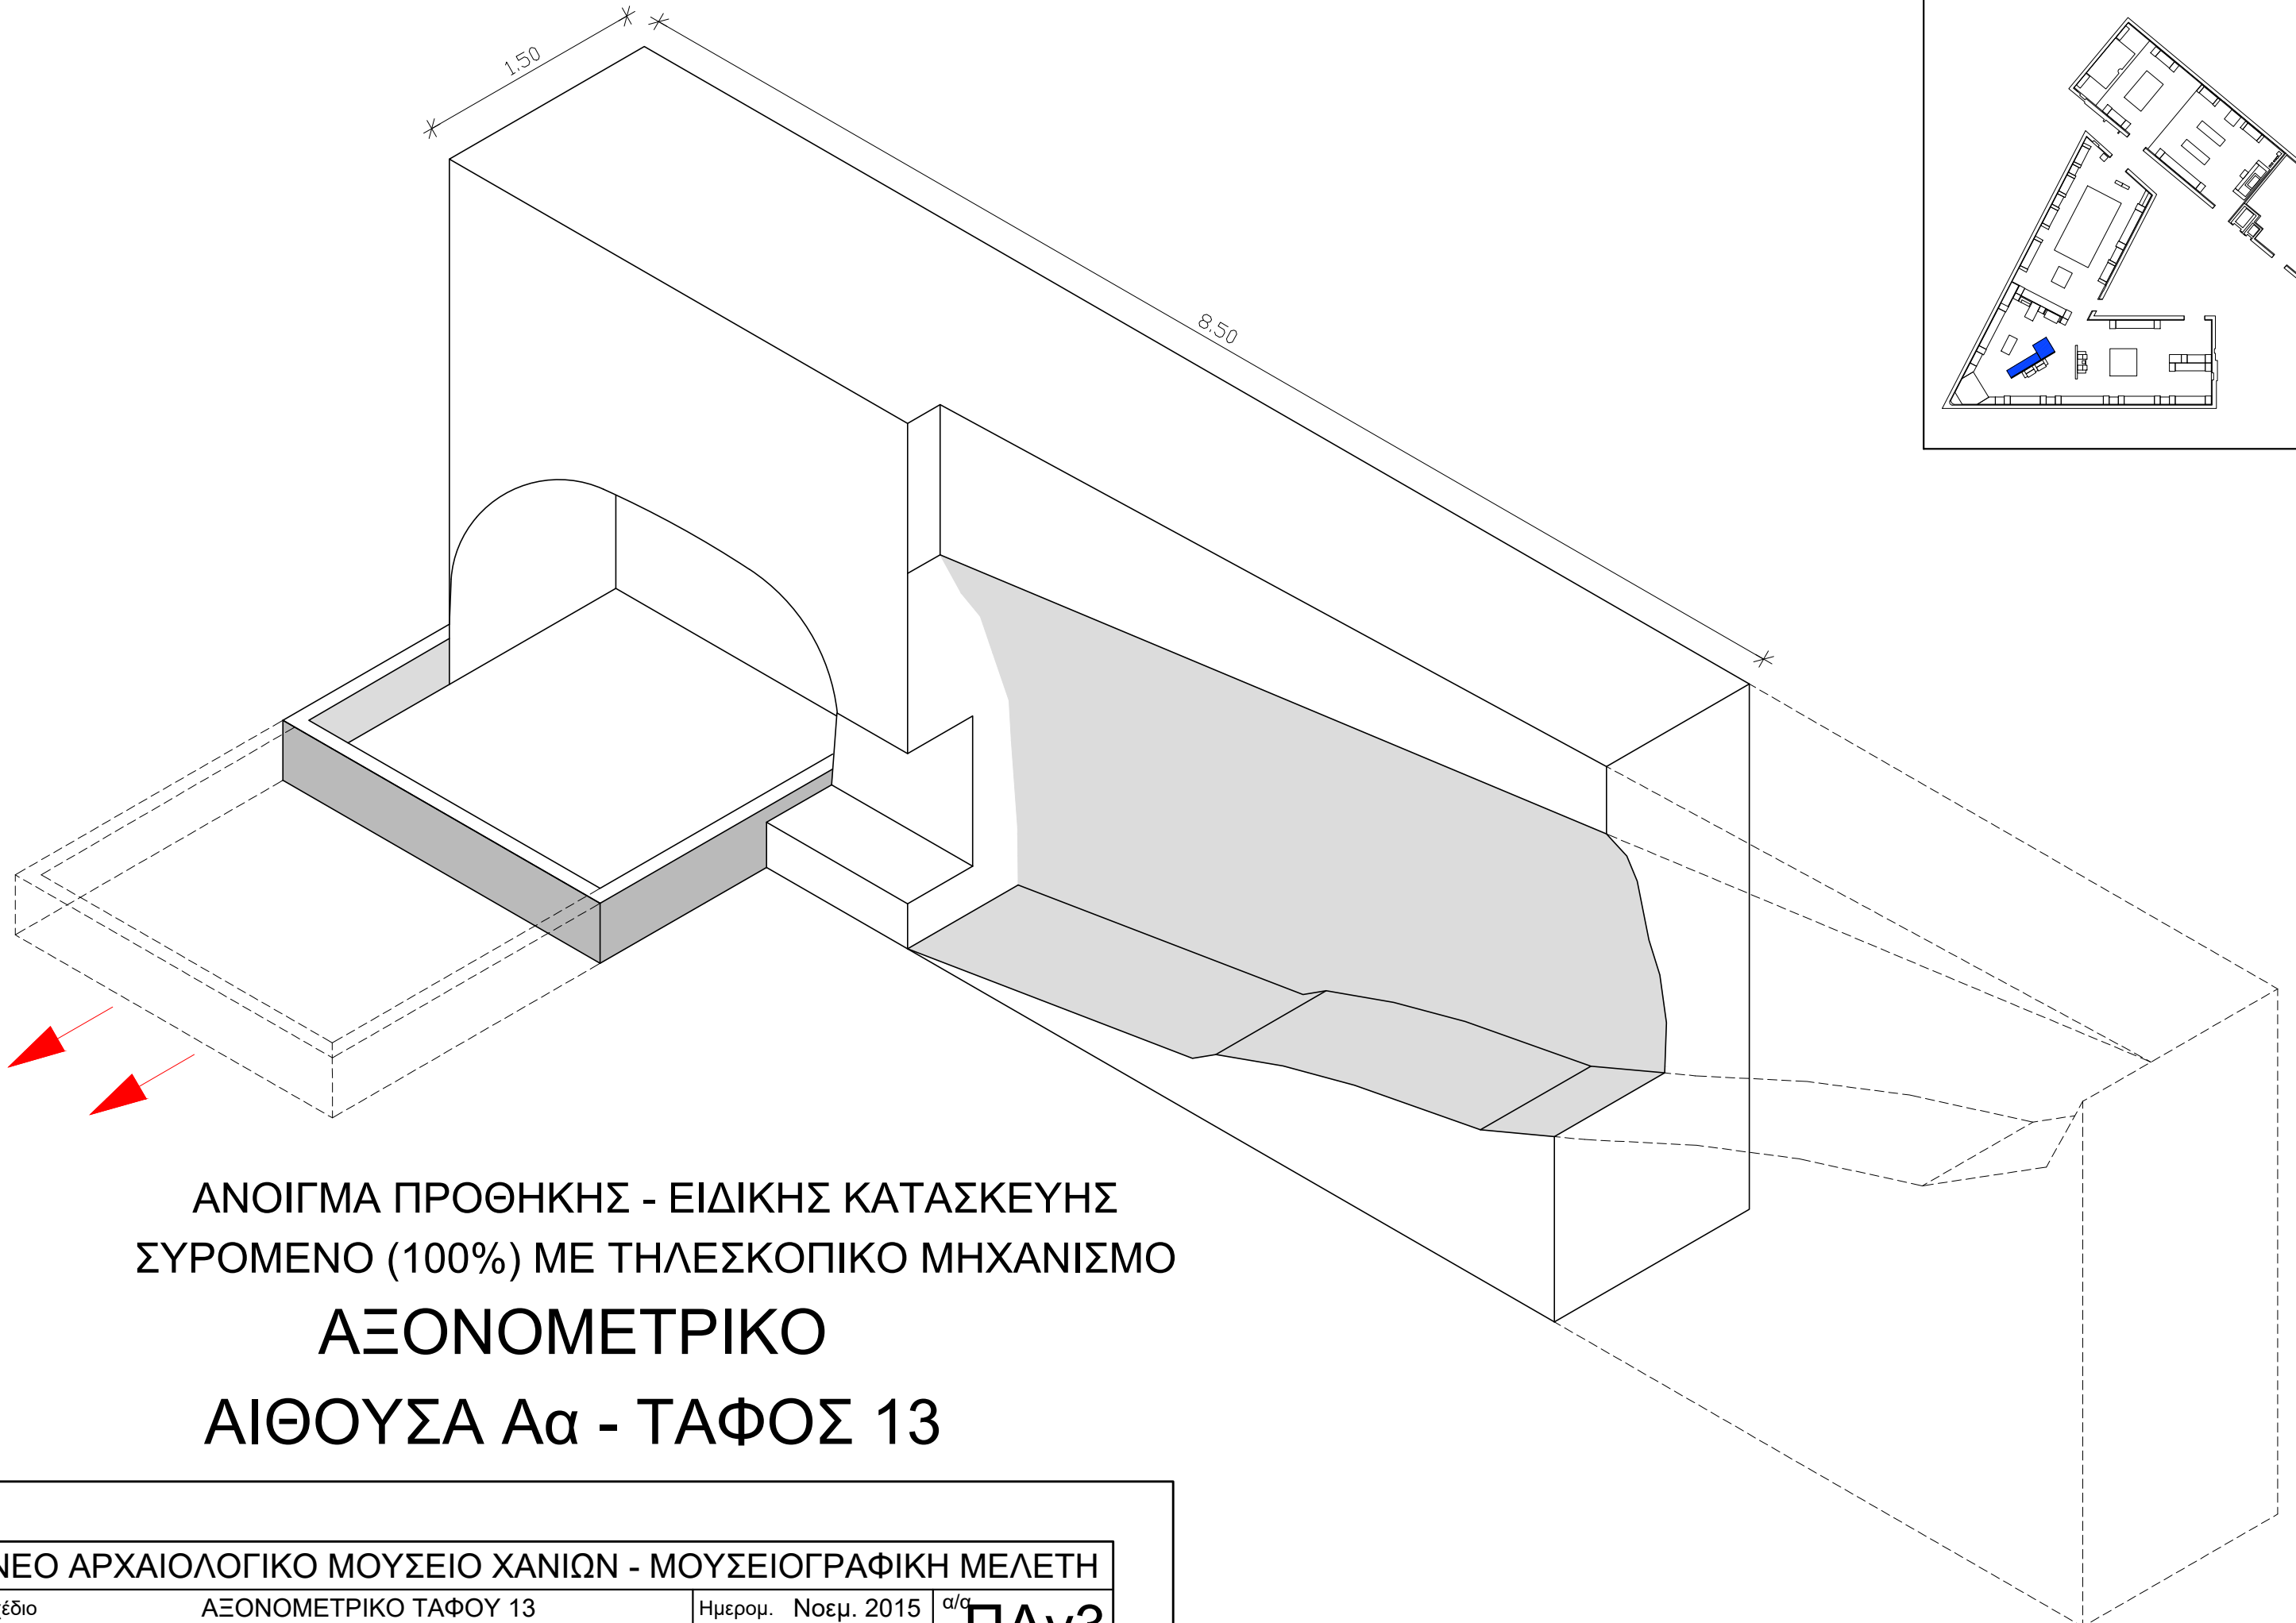 1.50
8.50
ΑΝΟΙΓΜΑ ΠΡΟΘΗΚΗΣ - ΕΙΔΙΚΗΣ ΚΑΤΑΣΚΕΥΗΣ
ΣΥΡΟΜΕΝΟ (100%) ΜΕ ΤΗΛΕΣΚΟΠΙΚΟ ΜΗΧΑΝΙΣΜΟ
ΑΞΟΝΟΜΕΤΡΙΚΟ
ΑΙΘΟΥΣΑ Αα - ΤΑΦΟΣ 13
ΝΕΟ ΑΡΧΑΙΟΛΟΓΙΚΟ ΜΟΥΣΕΙΟ ΧΑΝΙΩΝ - ΜΟΥΣΕΙΟΓΡΑΦΙΚΗ ΜΕΛΕΤΗ
έδιο ΑΞΟΝΟΜΕΤΡΙΚΟ ΤΑΦΟΥ 13 Ημερομ. Νοεμ. 2015 α/α